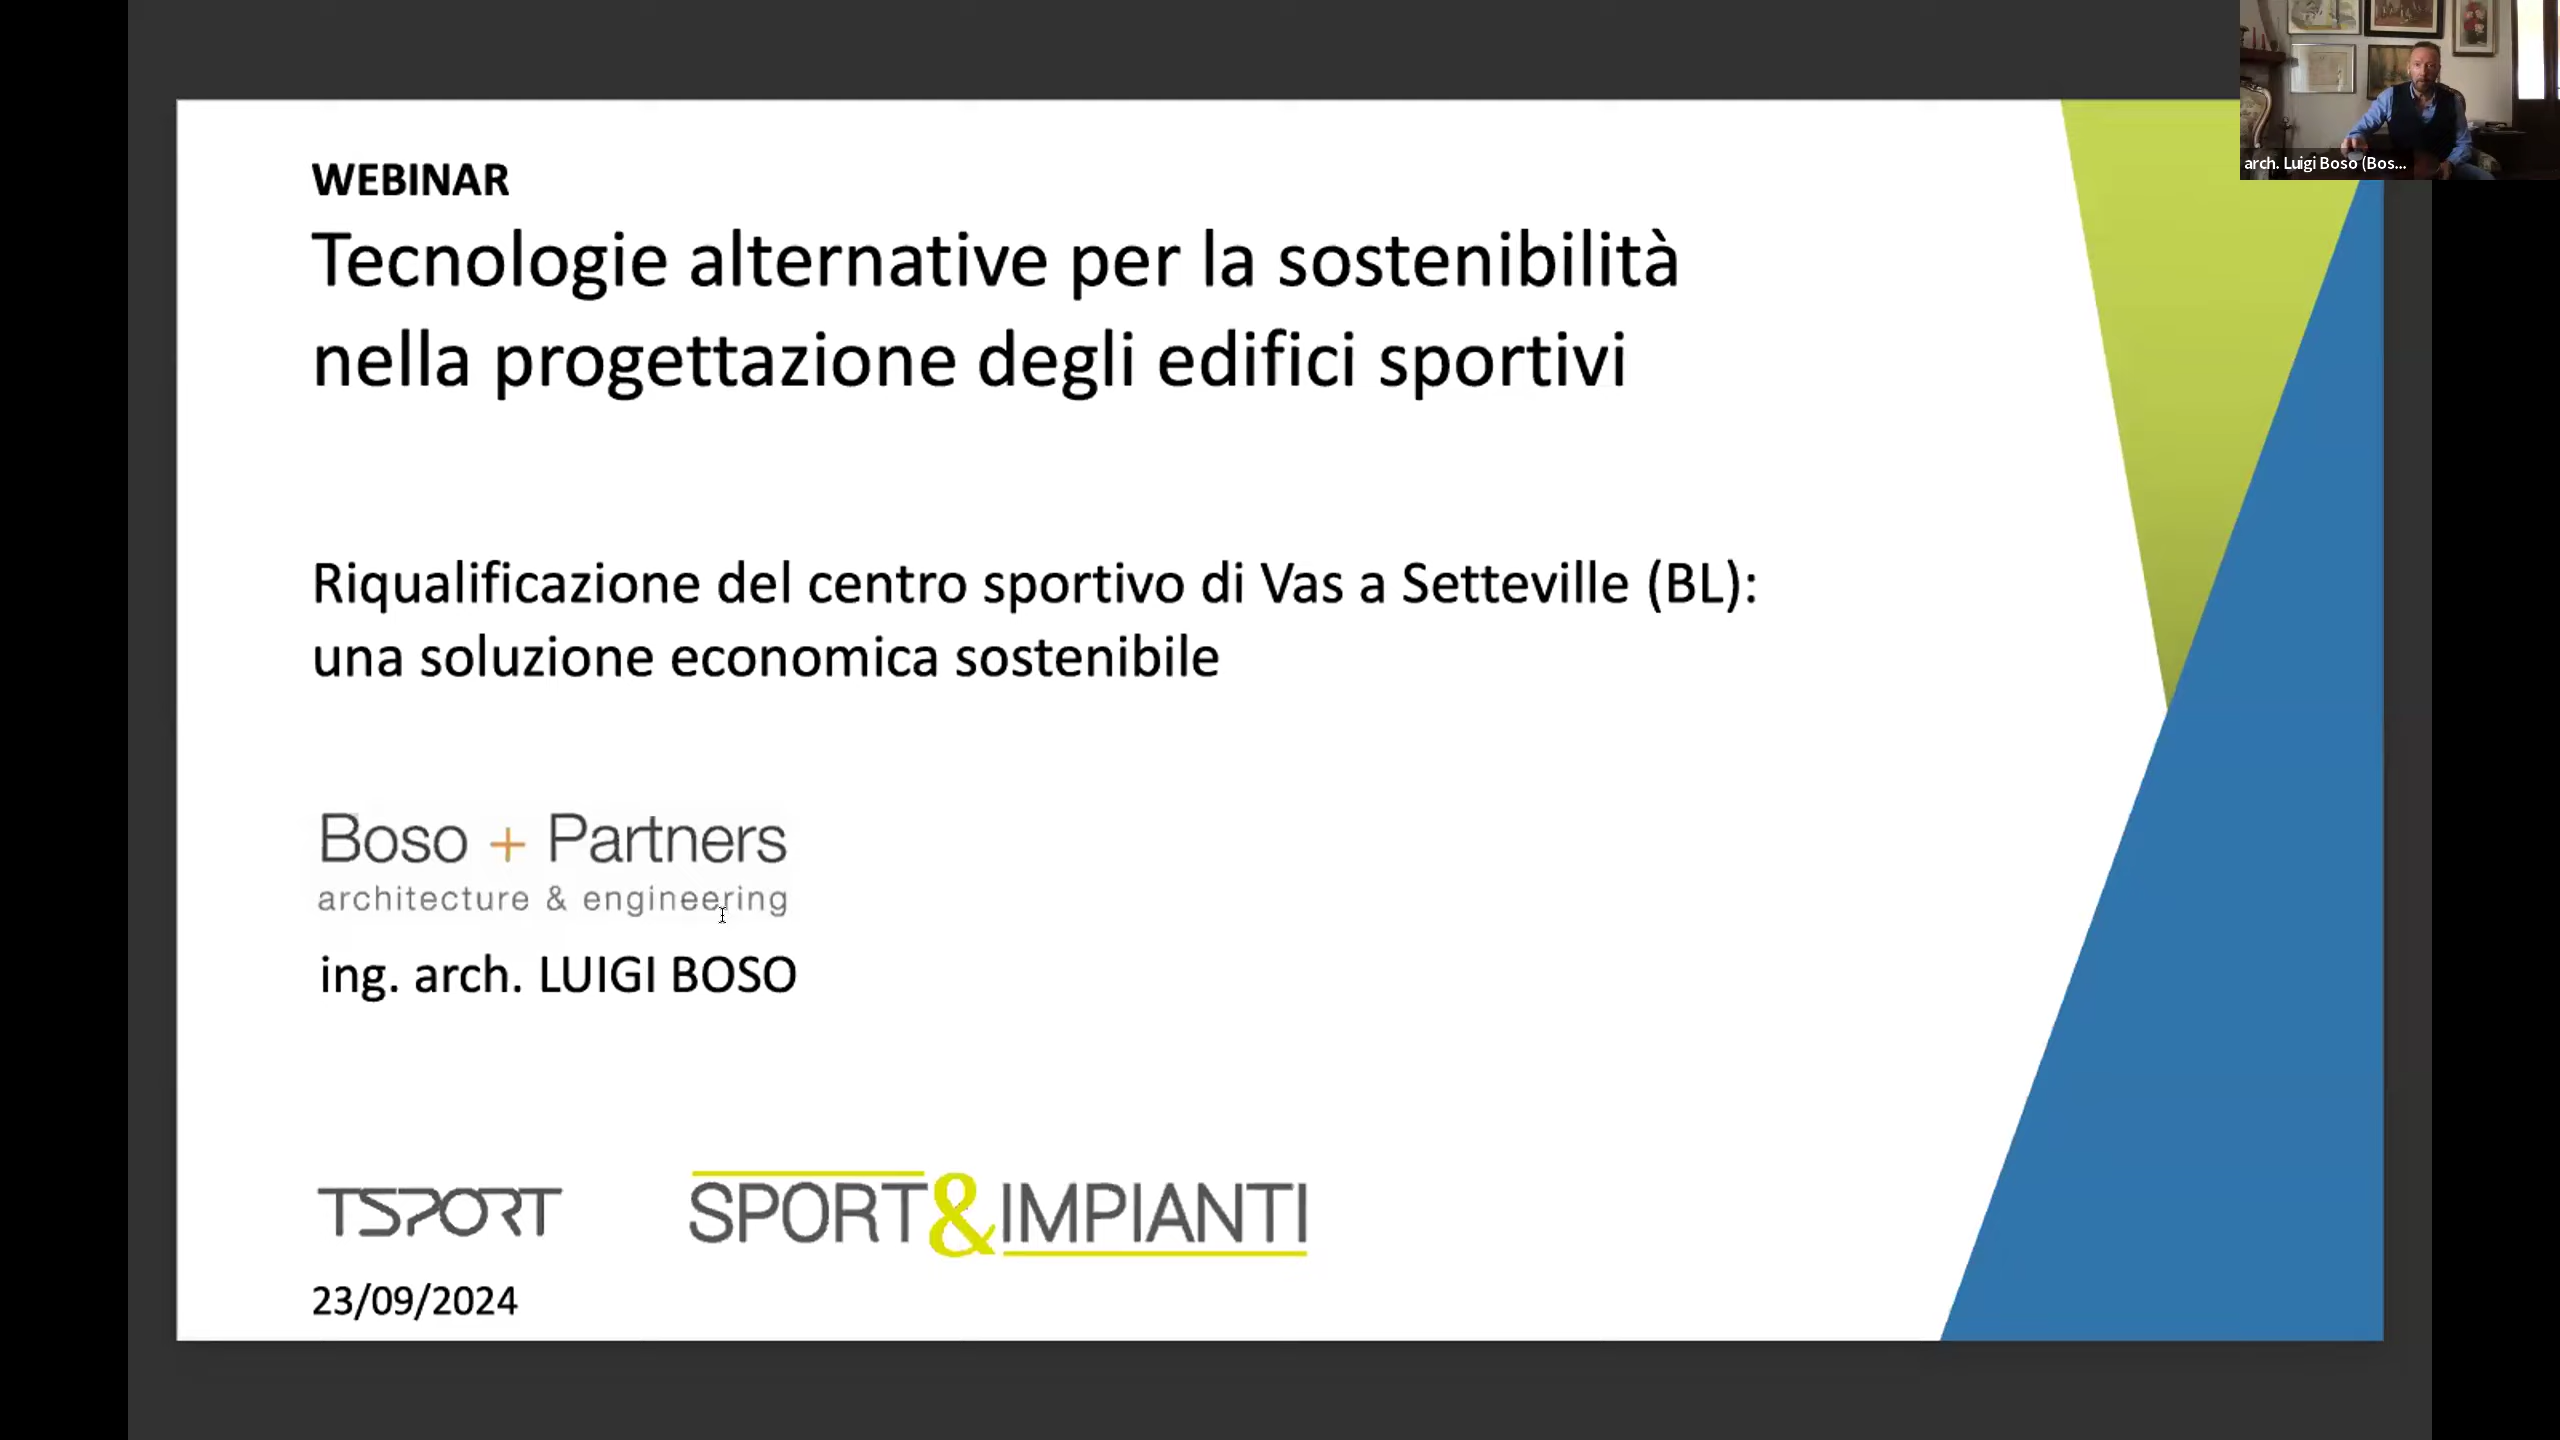 WEBINAR
Tecnologie alternative per la sostenibilità
nella progettazione degli edifici sportivi
Riqualificazione del centro sportivo di Vas a Setteville (BL):
una soluzione economica sostenibile
Boso + Partners
architecture & engineering
ing. arch. LUIGI BOSO
TSPORT
SPORT&IMPIANTI
23/09/2024
arch. Luigi Boso (Bos...